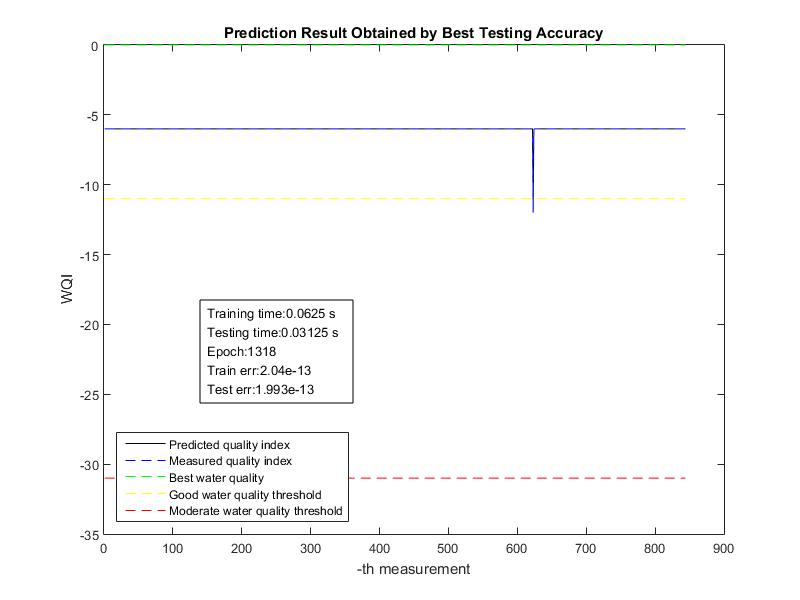 Prediction Result Obtained by Best Testing Accuracy
0
-5
-10
-15
-20
-25
-30
-35
WQI
Training time:0.0625 s
Testing time:0.03125 s
Epoch:1318
Train err:2.04e-13
Test err:1.993e-13
Predicted quality index
Measured quality index
Best water quality
Good water quality threshold
Moderate water quality threshold
0 100 200 300 400 500 600 700 800 900
-th measurement